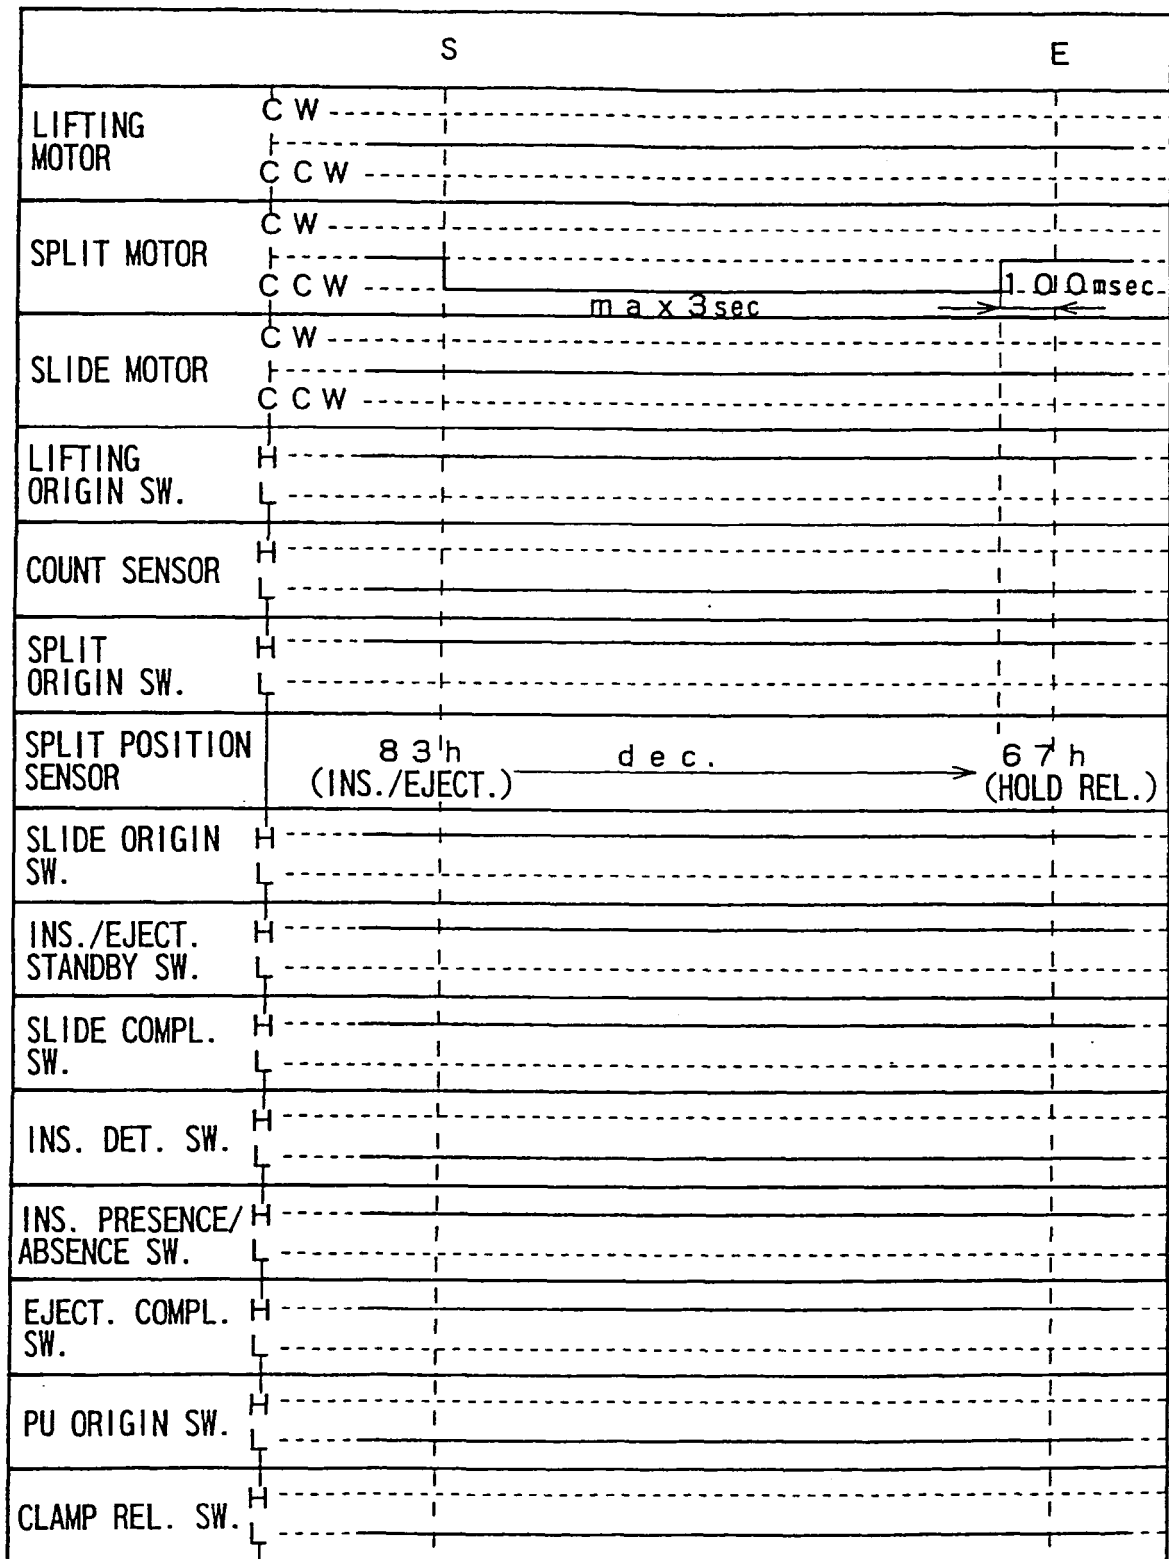 S E
LIFTING
MOTOR
CW
CCW
SPLIT MOTOR
CW
CCW
max 3sec
100msec
SLIDE MOTOR
CW
CCW
LIFTING
ORIGIN SW.
H
L
COUNT SENSOR
H
L
SPLIT
ORIGIN SW.
H
L
SPLIT POSITION
SENSOR
83h
(INS./EJECT.)
dec.
67h
(HOLD REL.)
SLIDE ORIGIN
SW.
H
L
INS./EJECT.
STANDBY SW.
H
L
SLIDE COMPL.
SW.
H
L
INS. DET. SW.
H
L
INS. PRESENCE/
ABSENCE SW.
H
L
EJECT. COMPL.
SW.
H
L
PU ORIGIN SW.
H
L
CLAMP REL. SW.
H
L